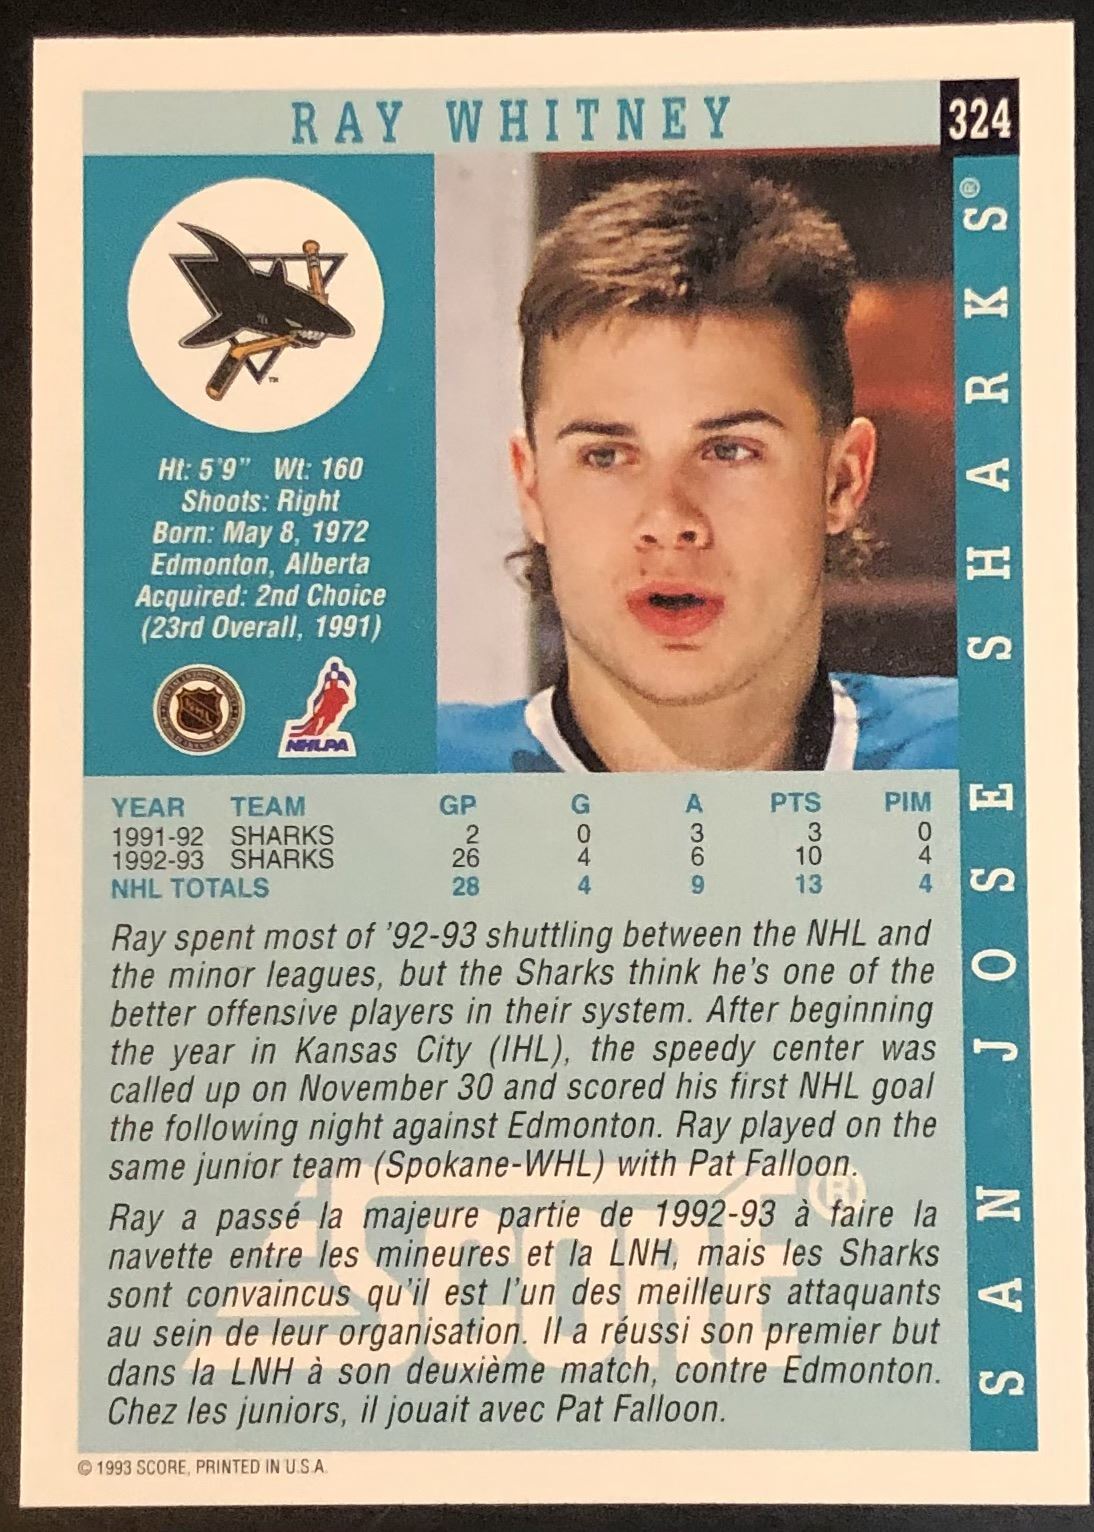 RAY WHITNEY
324
SAN JOSE SHARKS®
TM
Ht: 5'9" Wt: 160
Shoots: Right
Born: May 8, 1972
Edmonton, Alberta
Acquired: 2nd Choice
(23rd Overall, 1991)
NHL
NHLPA
YEAR TEAM GP G A PTS PIM
1991-92 SHARKS 2 0 3 3 0
1992-93 SHARKS 26 4 6 10 4
NHL TOTALS 28 4 9 13 4
Ray spent most of '92-93 shuttling between the NHL and
the minor leagues, but the Sharks think he's one of the
better offensive players in their system. After beginning
the year in Kansas City (IHL), the speedy center was
called up on November 30 and scored his first NHL goal
the following night against Edmonton. Ray played on the
same junior team (Spokane-WHL) with Pat Falloon.
SCORE®
Ray a passé la majeure partie de 1992-93 à faire la
navette entre les mineures et la LNH, mais les Sharks
sont convaincus qu'il est l'un des meilleurs attaquants
au sein de leur organisation. Il a réussi son premier but
dans la LNH à son deuxième match, contre Edmonton.
Chez les juniors, il jouait avec Pat Falloon.
© 1993 SCORE, PRINTED IN U.S.A.